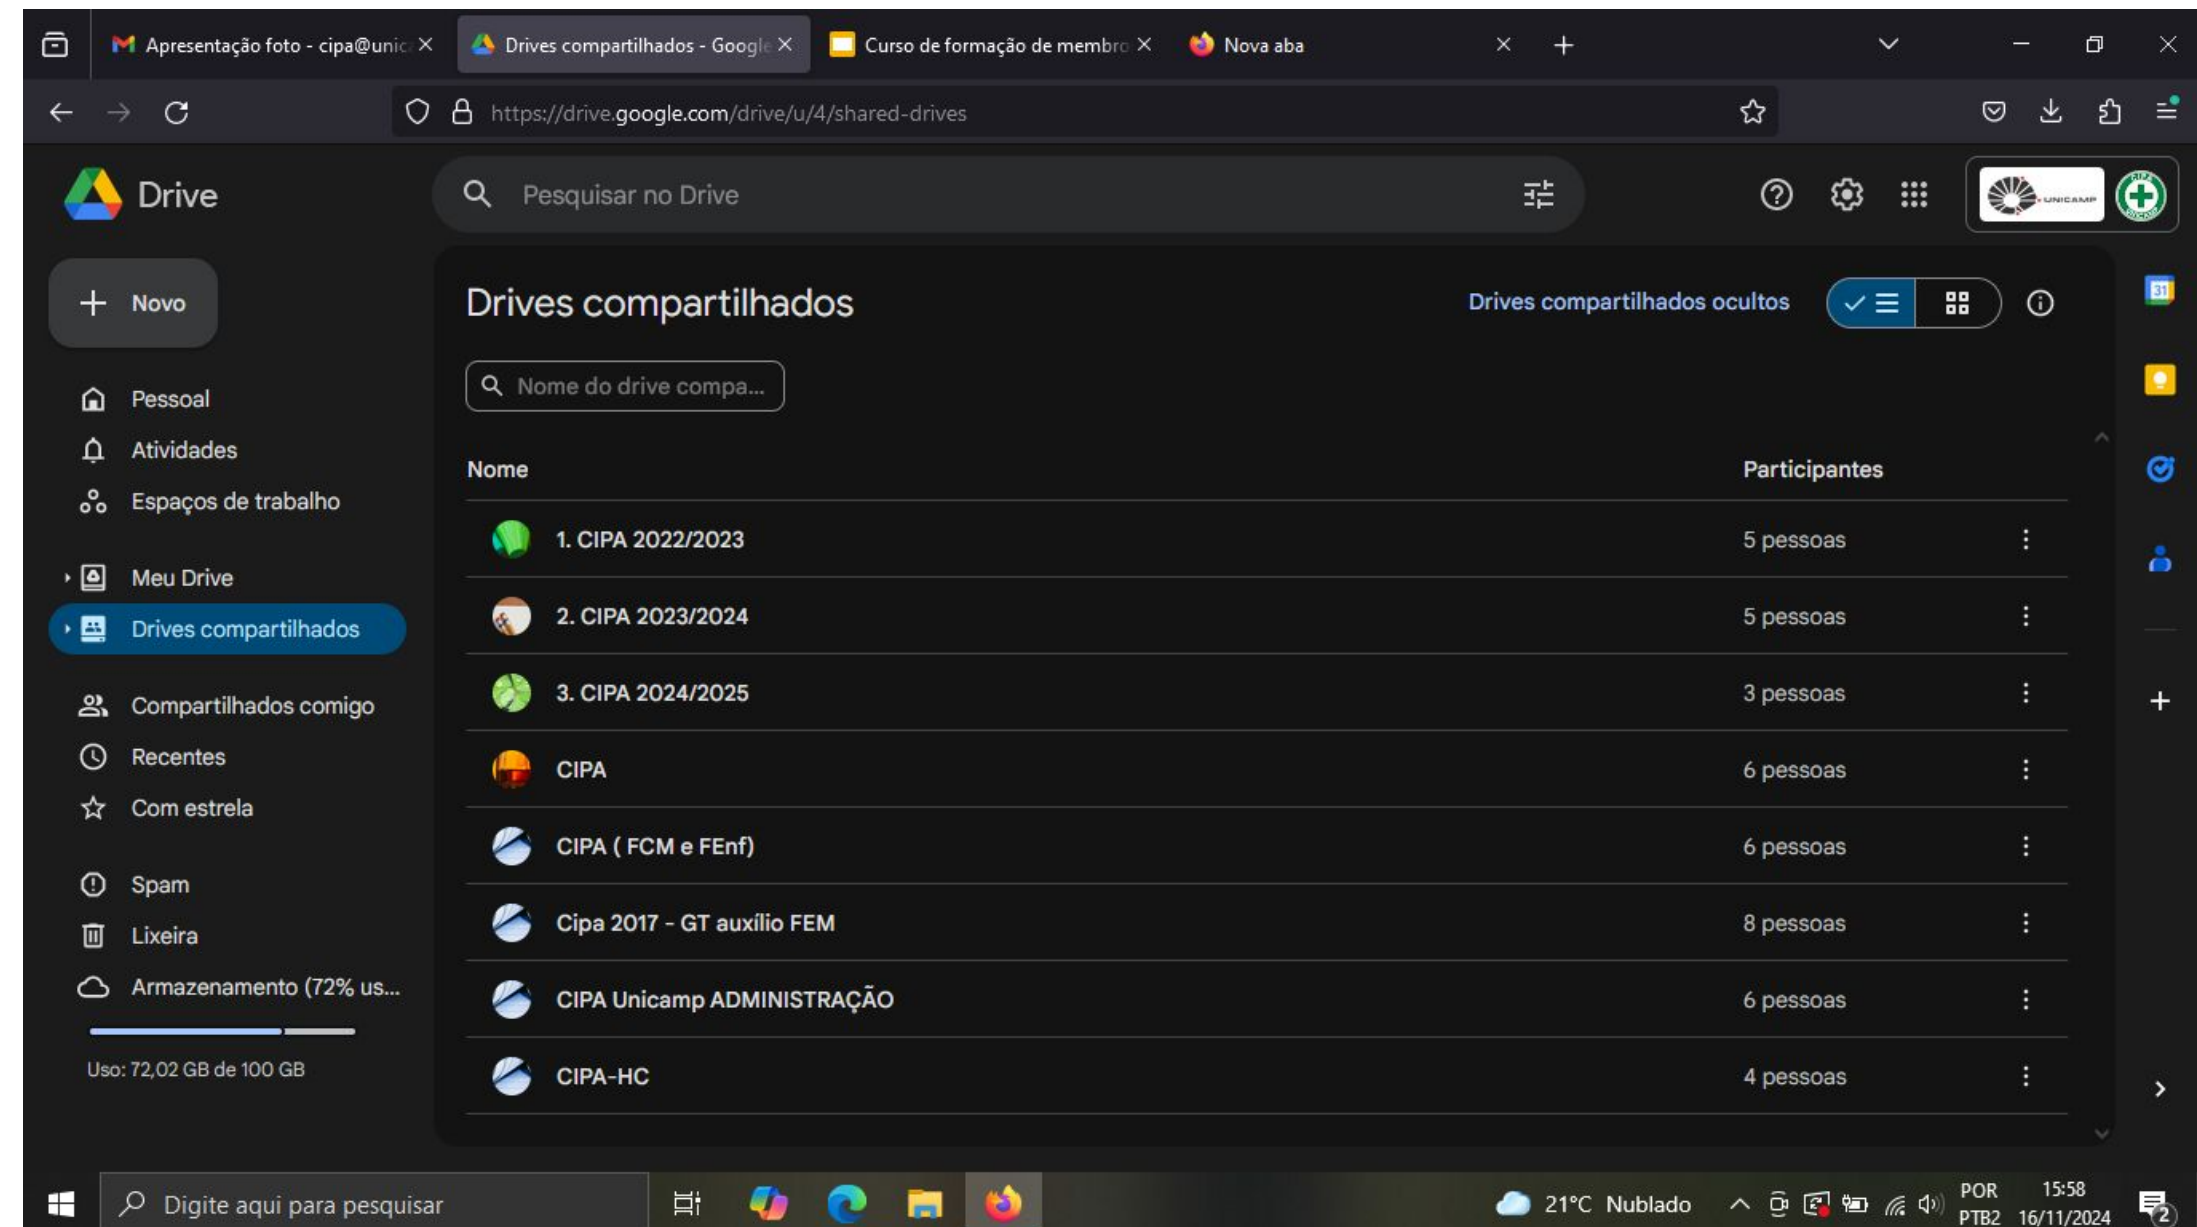 Apresentação foto - cipa@unic
Drives compartilhados - Google
Curso de formação de membro
Nova aba
https://drive.google.com/drive/u/4/shared-drives
Drive
Pesquisar no Drive
UNICAMP
CIPA
UNICAMP
Novo
Drives compartilhados
Drives compartilhados ocultos
31
Nome do drive compa...
Pessoal
Atividades
Espaços de trabalho
Meu Drive
Drives compartilhados
Compartilhados comigo
Recentes
Com estrela
Spam
Lixeira
Armazenamento (72% us...
Uso: 72,02 GB de 100 GB
Nome Participantes
1. CIPA 2022/2023 5 pessoas
2. CIPA 2023/2024 5 pessoas
3. CIPA 2024/2025 3 pessoas
CIPA 6 pessoas
CIPA ( FCM e FEnf) 6 pessoas
Cipa 2017 - GT auxílio FEM 8 pessoas
CIPA Unicamp ADMINISTRAÇÃO 6 pessoas
CIPA-HC 4 pessoas
Digite aqui para pesquisar
21°C Nublado
POR
PTB2
15:58
16/11/2024
2